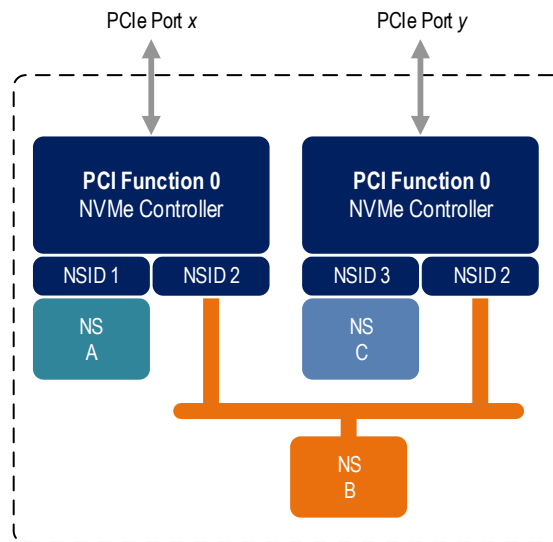 PCIe Port x
PCIe Port y
PCI Function 0
NVMe Controller
PCI Function 0
NVMe Controller
NSID 1
NSID 2
NSID 3
NSID 2
NS
A
NS
C
NS
B